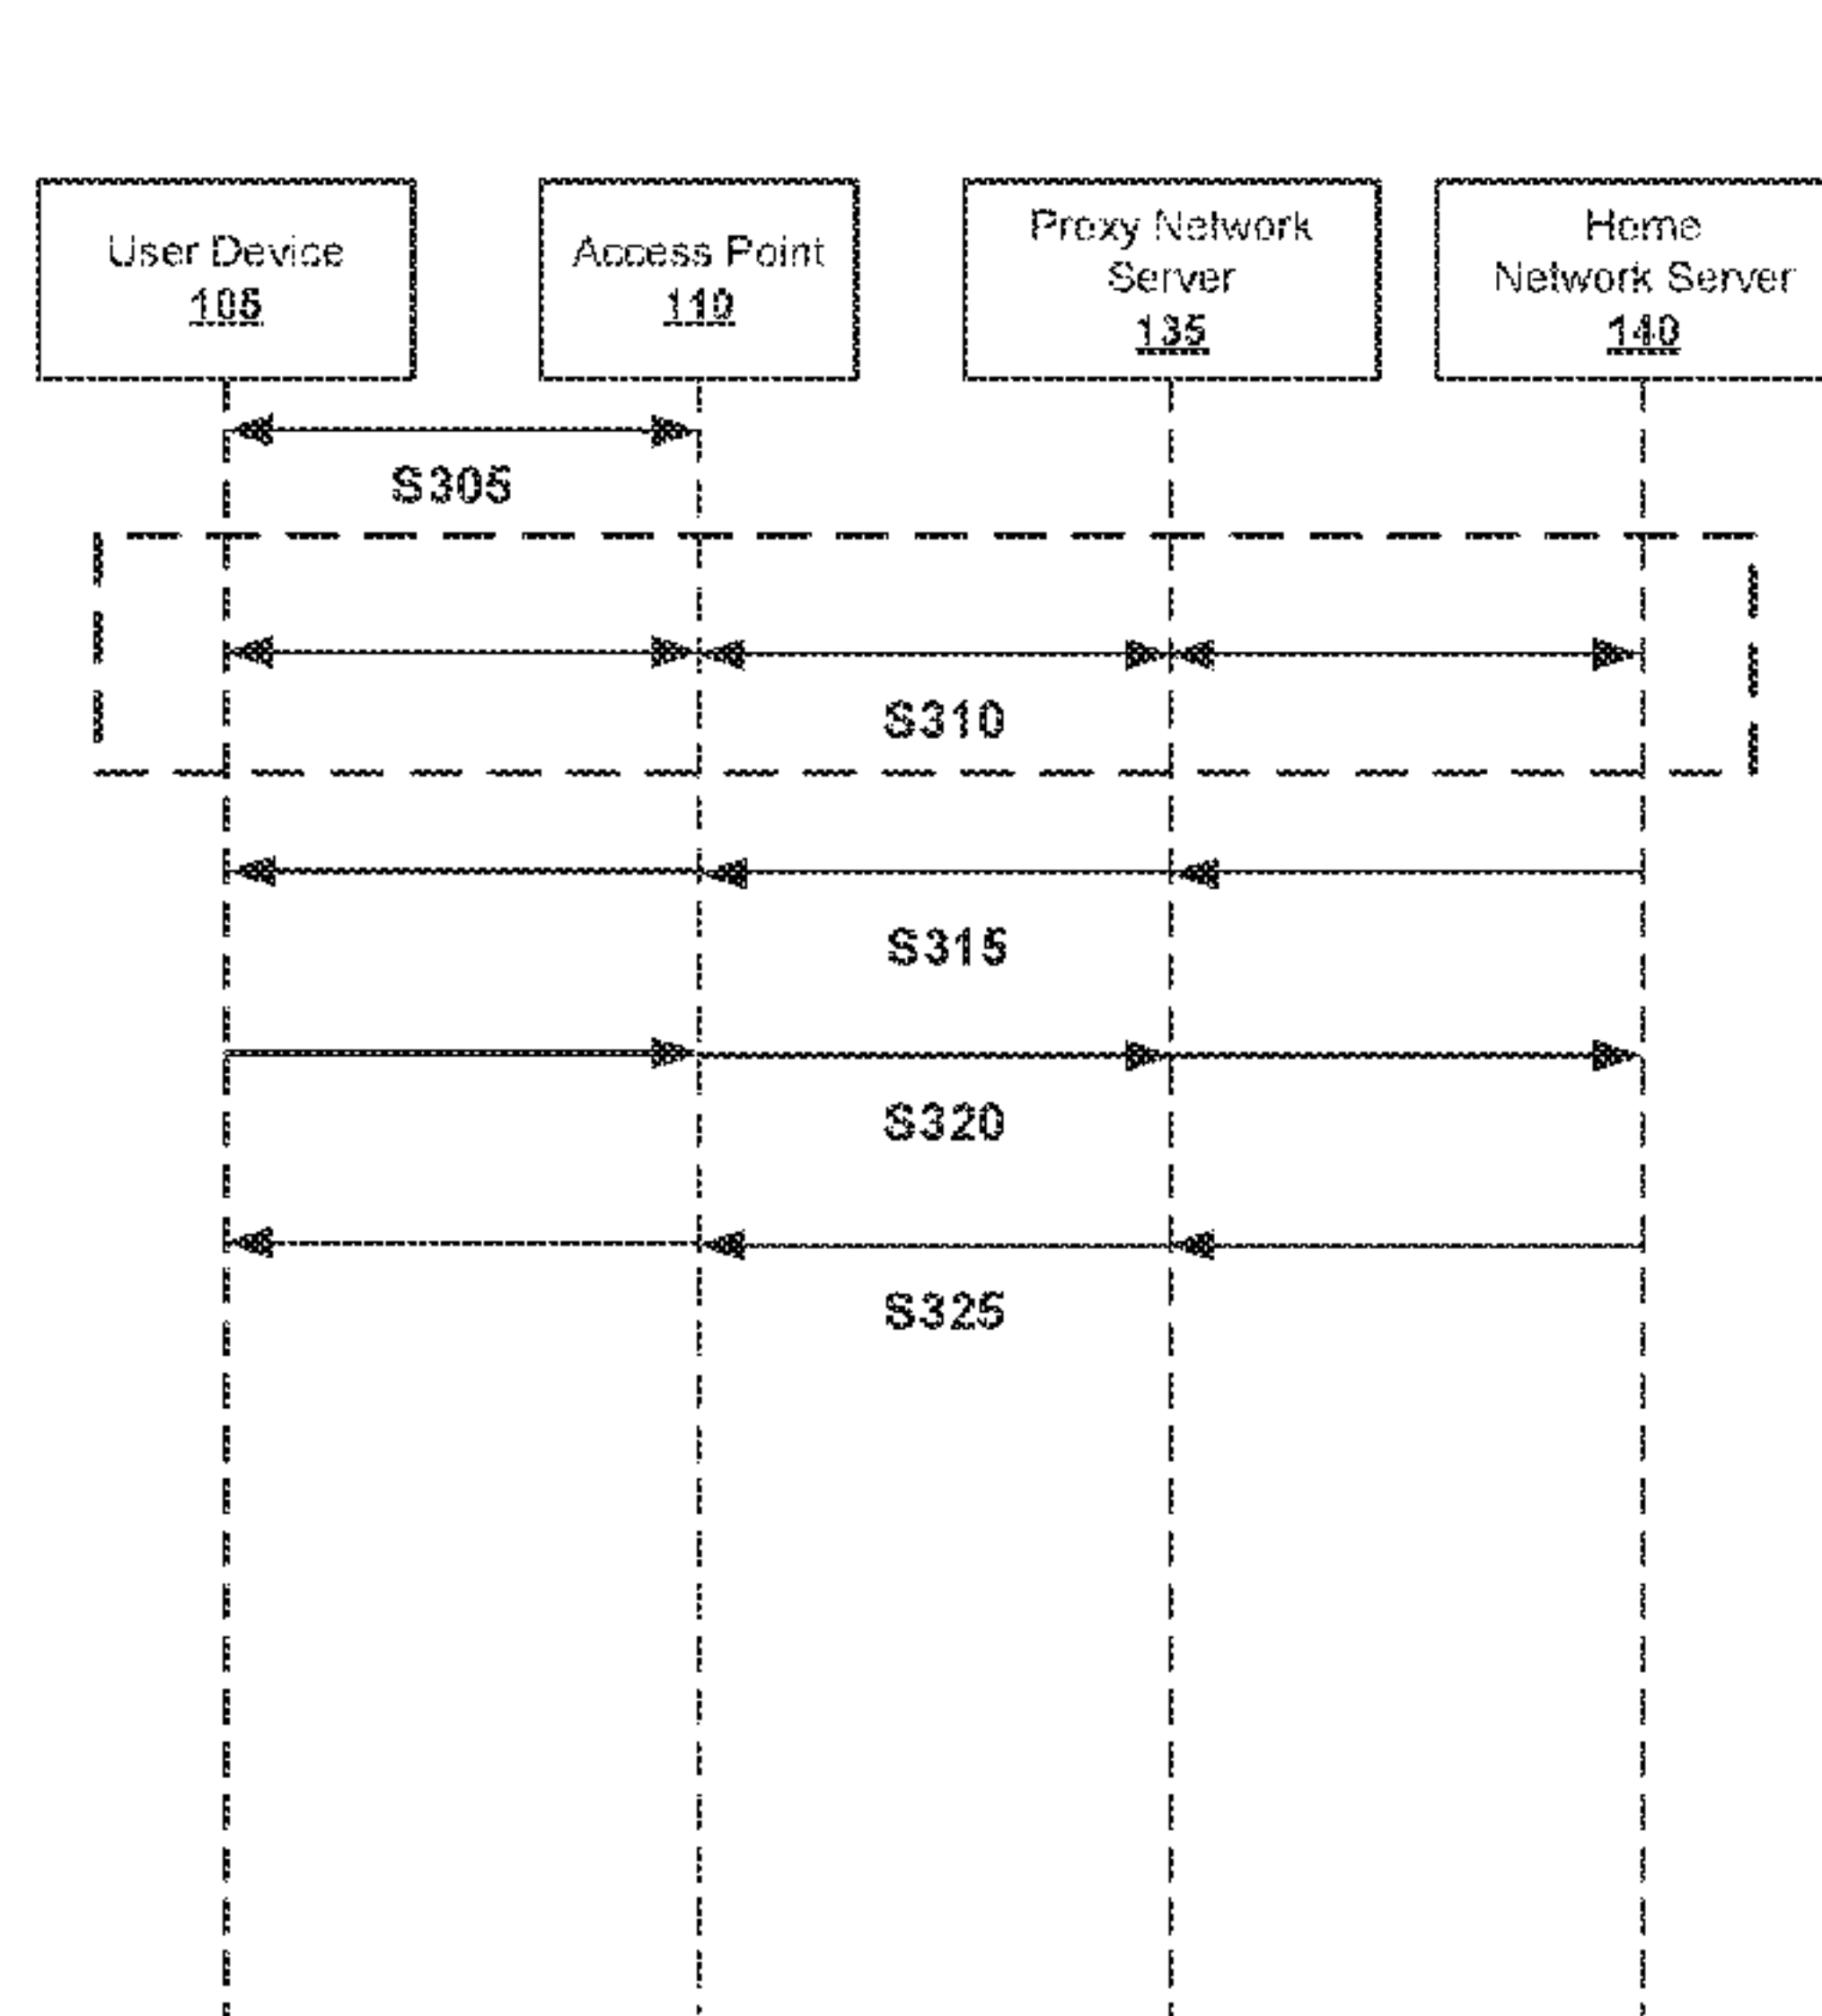 User Device
105
Access Point
110
Proxy Network
Server
135
Home
Network Server
140
S305
S310
S315
S320
S325